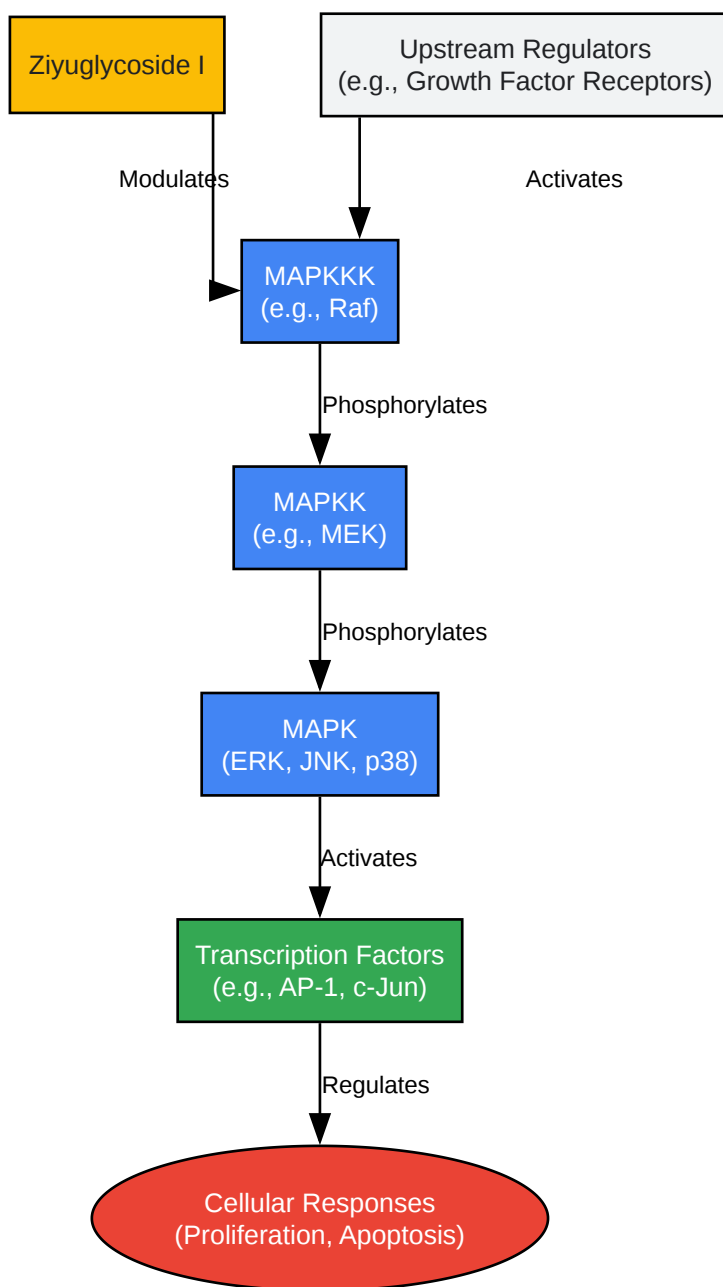 Ziyuglycoside I
Upstream Regulators
(e.g., Growth Factor Receptors)
Modulates
Activates
MAPKKK
(e.g., Raf)
Phosphorylates
MAPKK
(e.g., MEK)
Phosphorylates
MAPK
(ERK, JNK, p38)
Activates
Transcription Factors
(e.g., AP-1, c-Jun)
Regulates
Cellular Responses
(Proliferation, Apoptosis)